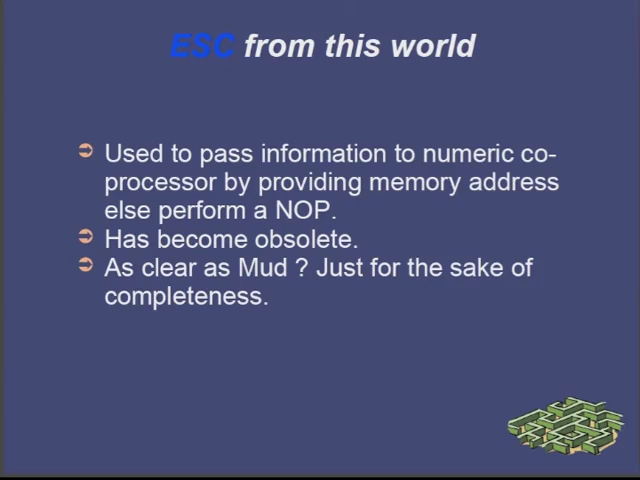 ESC from this world
Used to pass information to numeric co-
processor by providing memory address
else perform a NOP.
Has become obsolete.
As clear as Mud ? Just for the sake of
completeness.